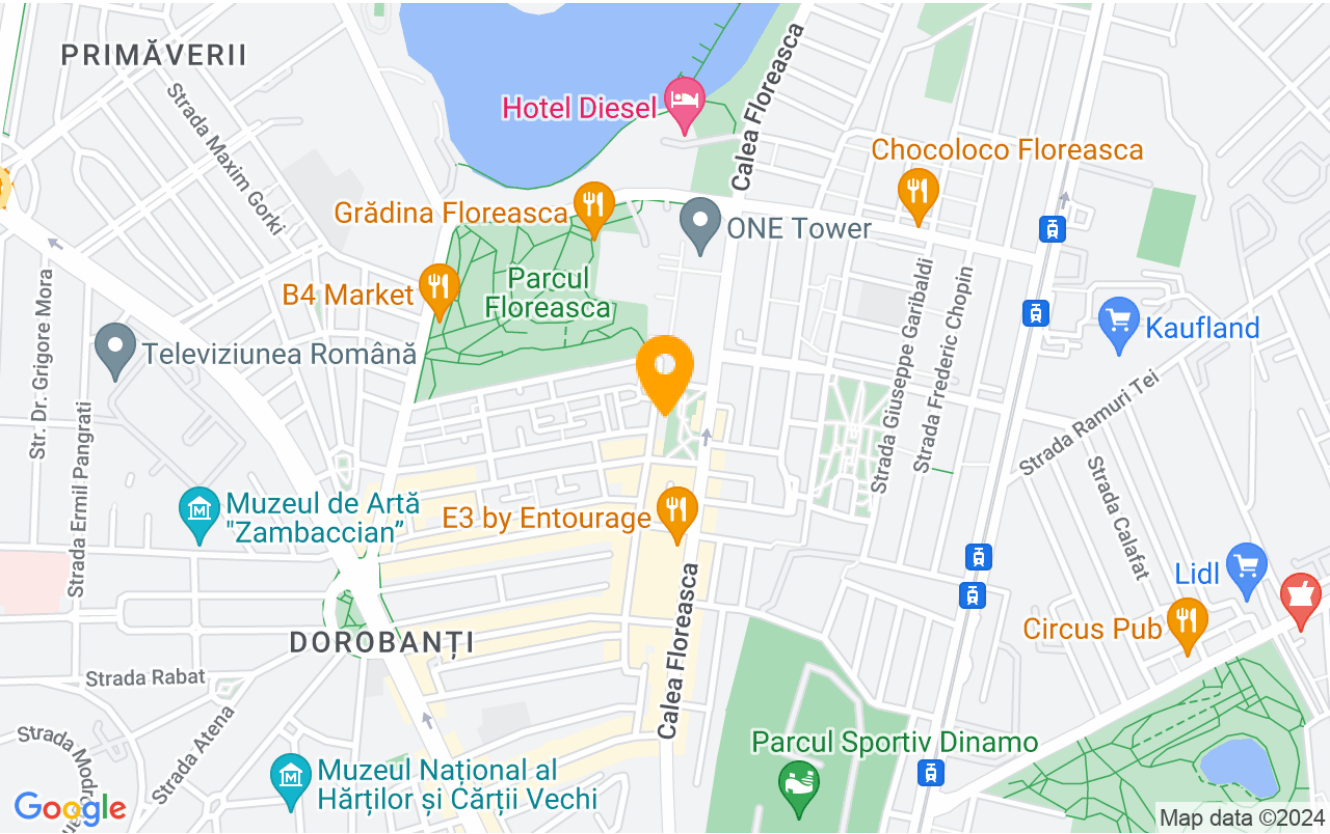 PRIMĂVERII
Strada Maxim Gorki
Hotel Diesel
Calea Floreasca
Chocoloco Floreasca
Grădina Floreasca
ONE Tower
Parcul
Floreasca
B4 Market
Televiziunea Română
Kaufland
Str. Dr. Grigore Mora
Strada Ermil Pangrati
Strada Giuseppe Garibaldi
Strada Frederic Chopin
Strada Ramuri Tei
Strada Calafat
Muzeul de Artă
"Zambaccian”
E3 by Entourage
Lidl
Circus Pub
DOROBANȚI
Calea Floreasca
Strada Rabat
Strada Atena
Parcul Sportiv Dinamo
Muzeul Național al
Hărților și Cărții Vechi
Google
Map data ©2024